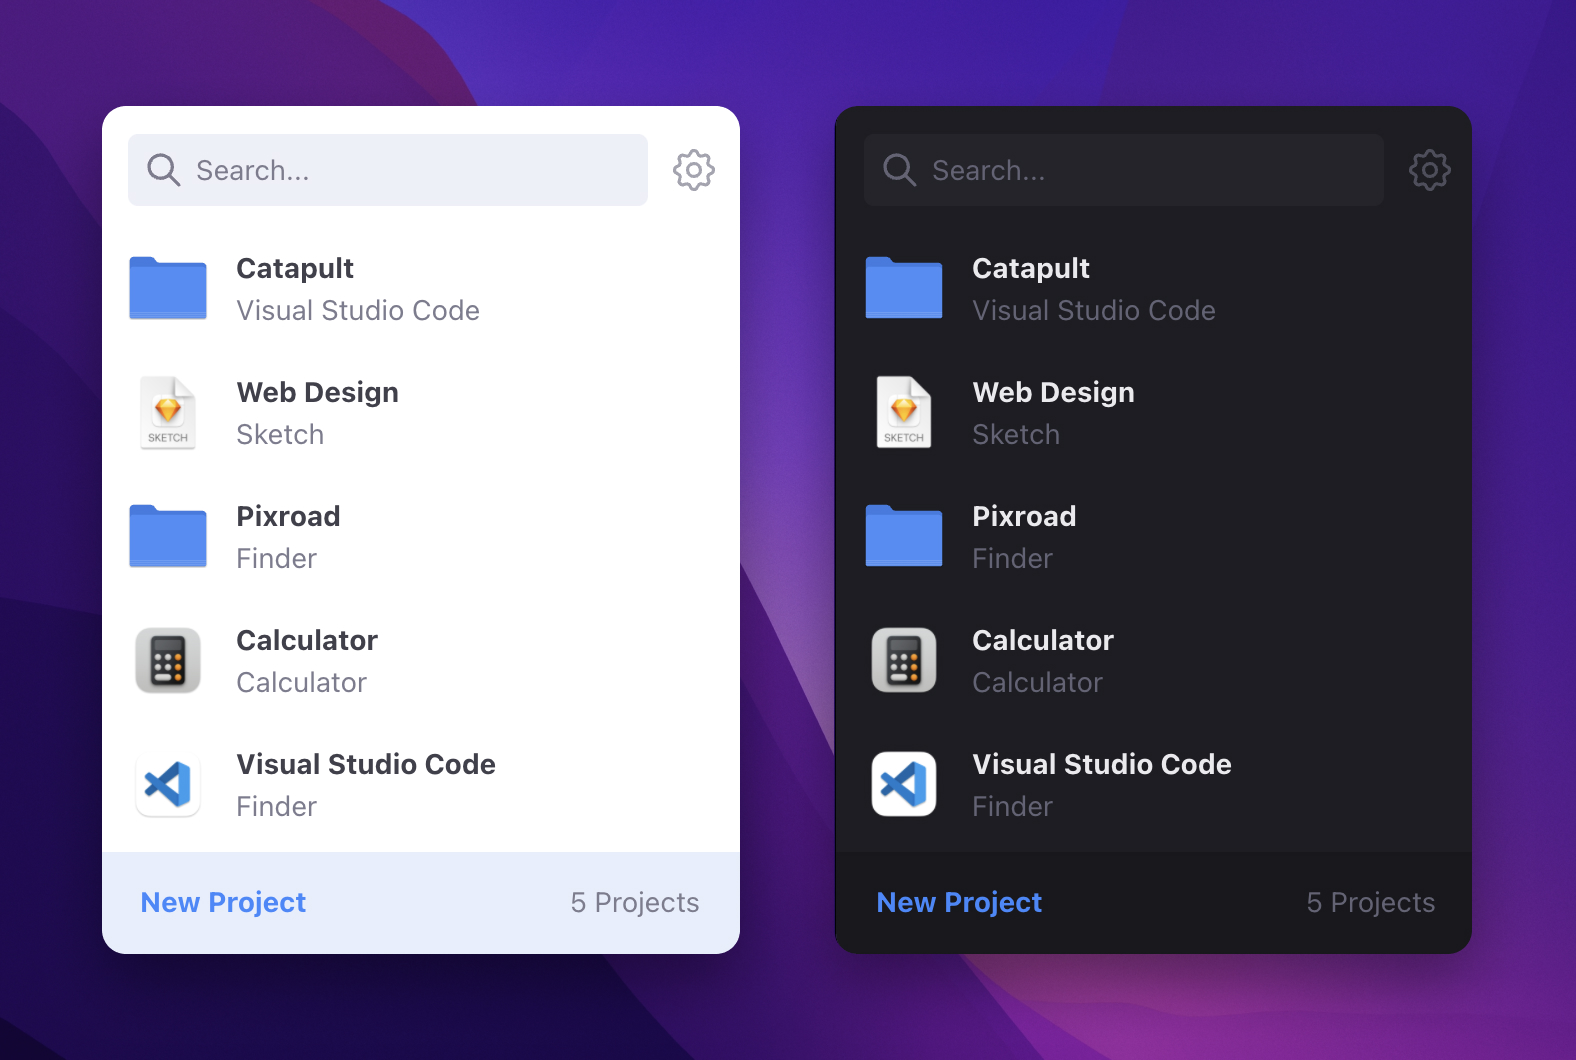 Search...
Catapult
Visual Studio Code
SKETCH
Web Design
Sketch
Pixroad
Finder
Calculator
Calculator
Visual Studio Code
Finder
New Project
5 Projects
Search...
Catapult
Visual Studio Code
SKETCH
Web Design
Sketch
Pixroad
Finder
Calculator
Calculator
Visual Studio Code
Finder
New Project
5 Projects